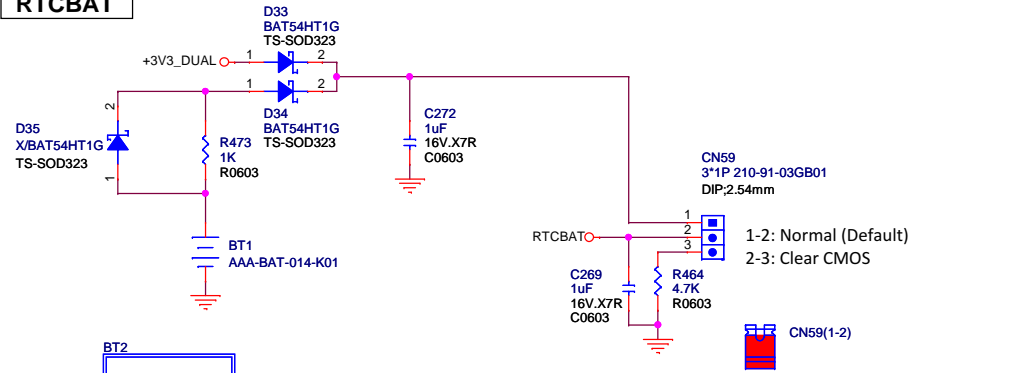 RTCBAT
D33
BAT54HT1G
TS-SOD323
+3V3_DUAL
1
2
1
2
D34
BAT54HT1G
TS-SOD323
2
D35
X/BAT54HT1G
TS-SOD323
1
R473
1K
R0603
C272
1uF
16V.X7R
C0603
BT1
AAA-BAT-014-K01
CN59
3*1P 210-91-03GB01
DIP;2.54mm
1
2
3
RTCBAT
1-2: Normal (Default)
2-3: Clear CMOS
C269
1uF
16V.X7R
C0603
R464
4.7K
R0603
CN59(1-2)
BT2